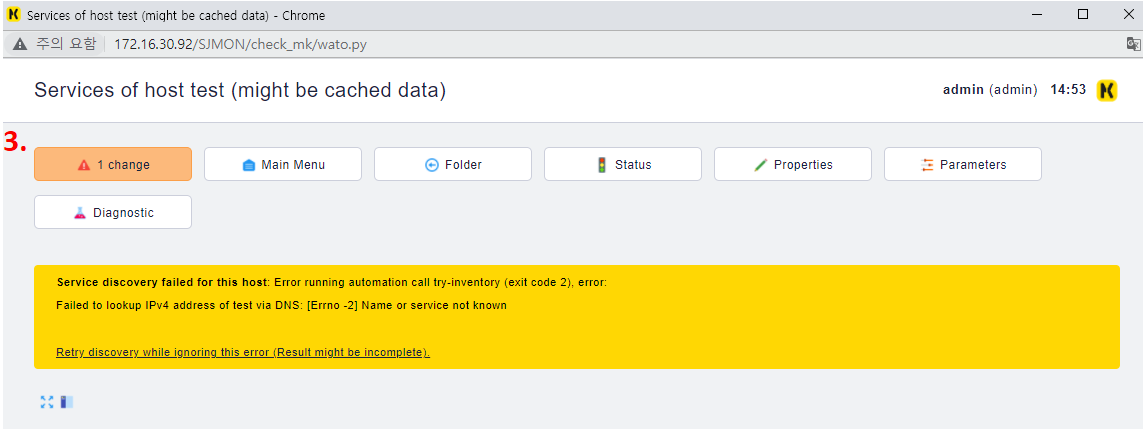 Services of host test (might be cached data) - Chrome
주의 요함 172.16.30.92/SJMON/check_mk/wato.py
Services of host test (might be cached data) admin (admin) 14:53
3.
1 change Main Menu Folder Status Properties Parameters
Diagnostic
Service discovery failed for this host: Error running automation call try-inventory (exit code 2), error:
Failed to lookup IPv4 address of test via DNS: [Errno -2] Name or service not known
Retry discovery while ignoring this error (Result might be incomplete).